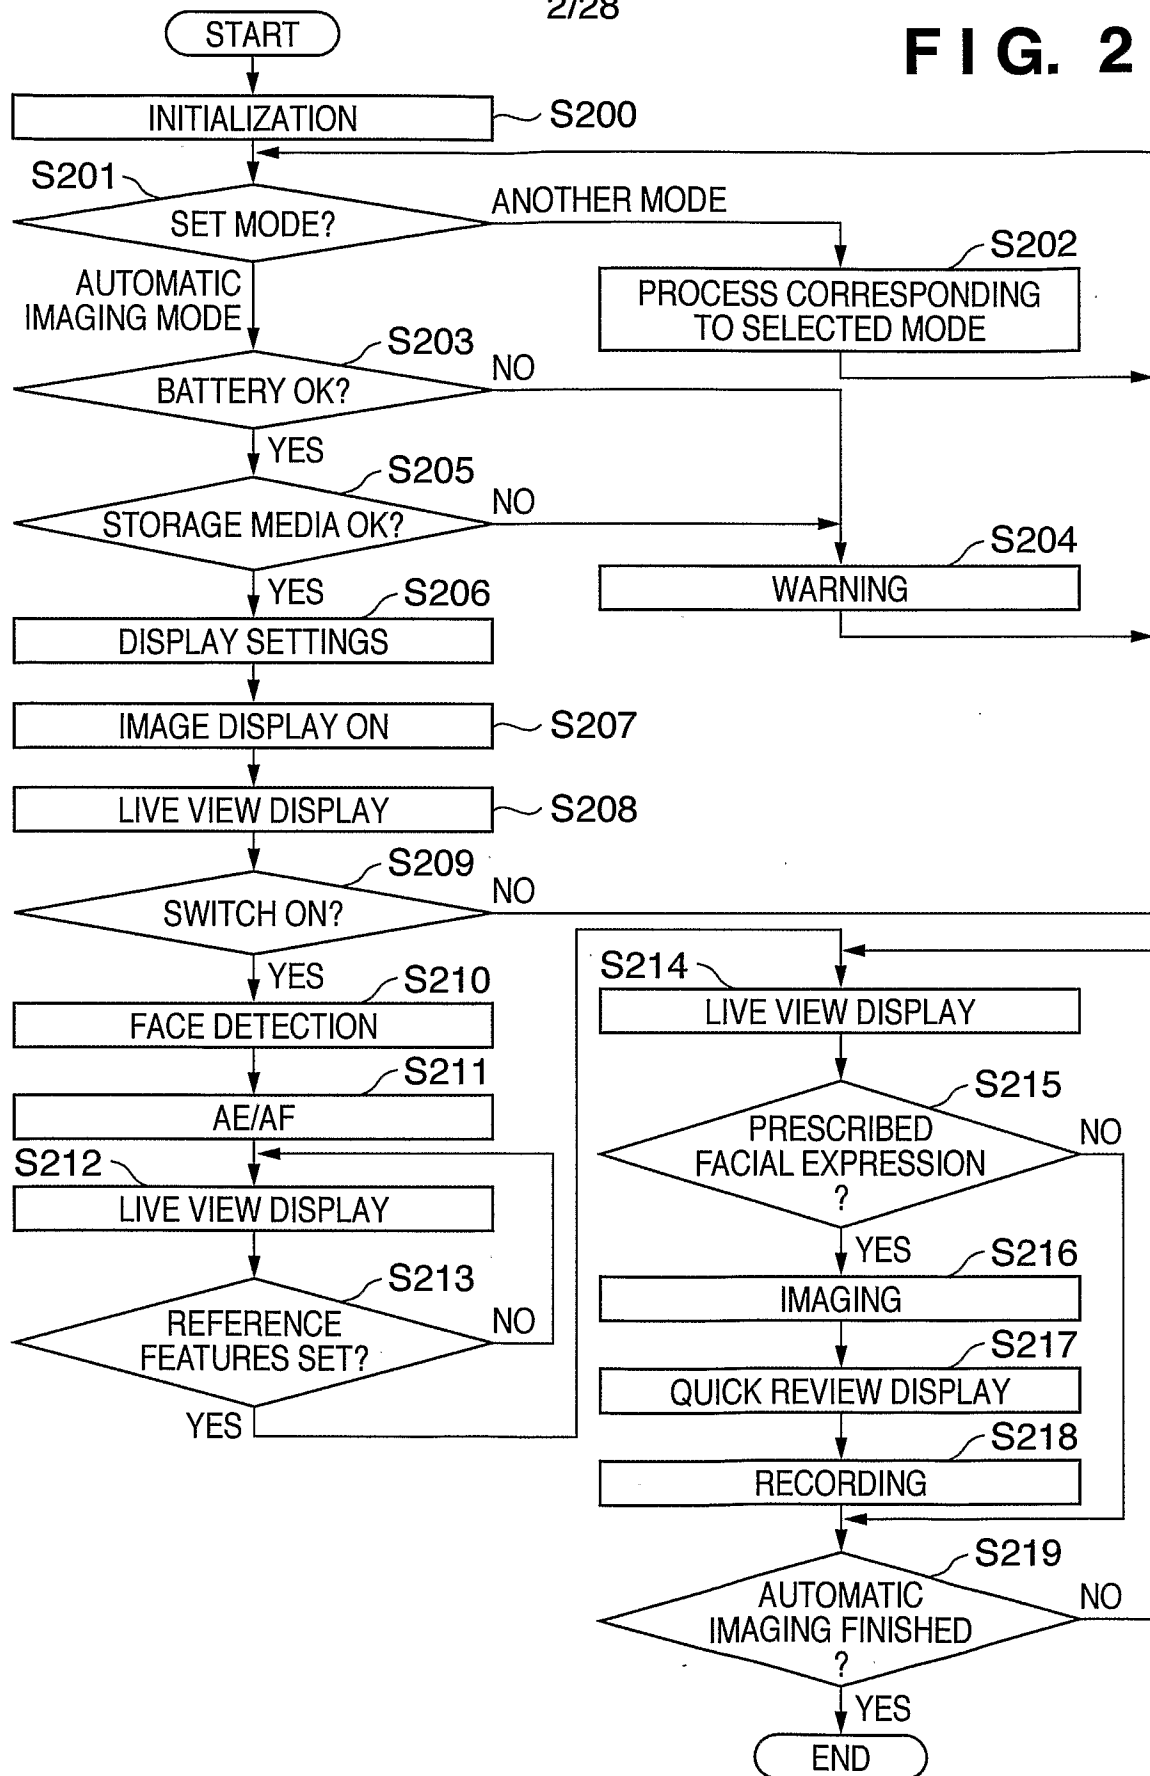 2/28
FIG. 2
START
INITIALIZATION
S200
S201
SET MODE?
ANOTHER MODE
S202
PROCESS CORRESPONDING
TO SELECTED MODE
AUTOMATIC
IMAGING MODE
S203
BATTERY OK?
NO
YES
S205
STORAGE MEDIA OK?
NO
S204
WARNING
YES
S206
DISPLAY SETTINGS
IMAGE DISPLAY ON
S207
LIVE VIEW DISPLAY
S208
S209
SWITCH ON?
NO
YES
S210
FACE DETECTION
S211
AE/AF
S212
LIVE VIEW DISPLAY
S213
REFERENCE
FEATURES SET?
NO
YES
S214
LIVE VIEW DISPLAY
S215
PRESCRIBED
FACIAL EXPRESSION
?
NO
YES
S216
IMAGING
S217
QUICK REVIEW DISPLAY
S218
RECORDING
S219
AUTOMATIC
IMAGING FINISHED
?
NO
YES
END